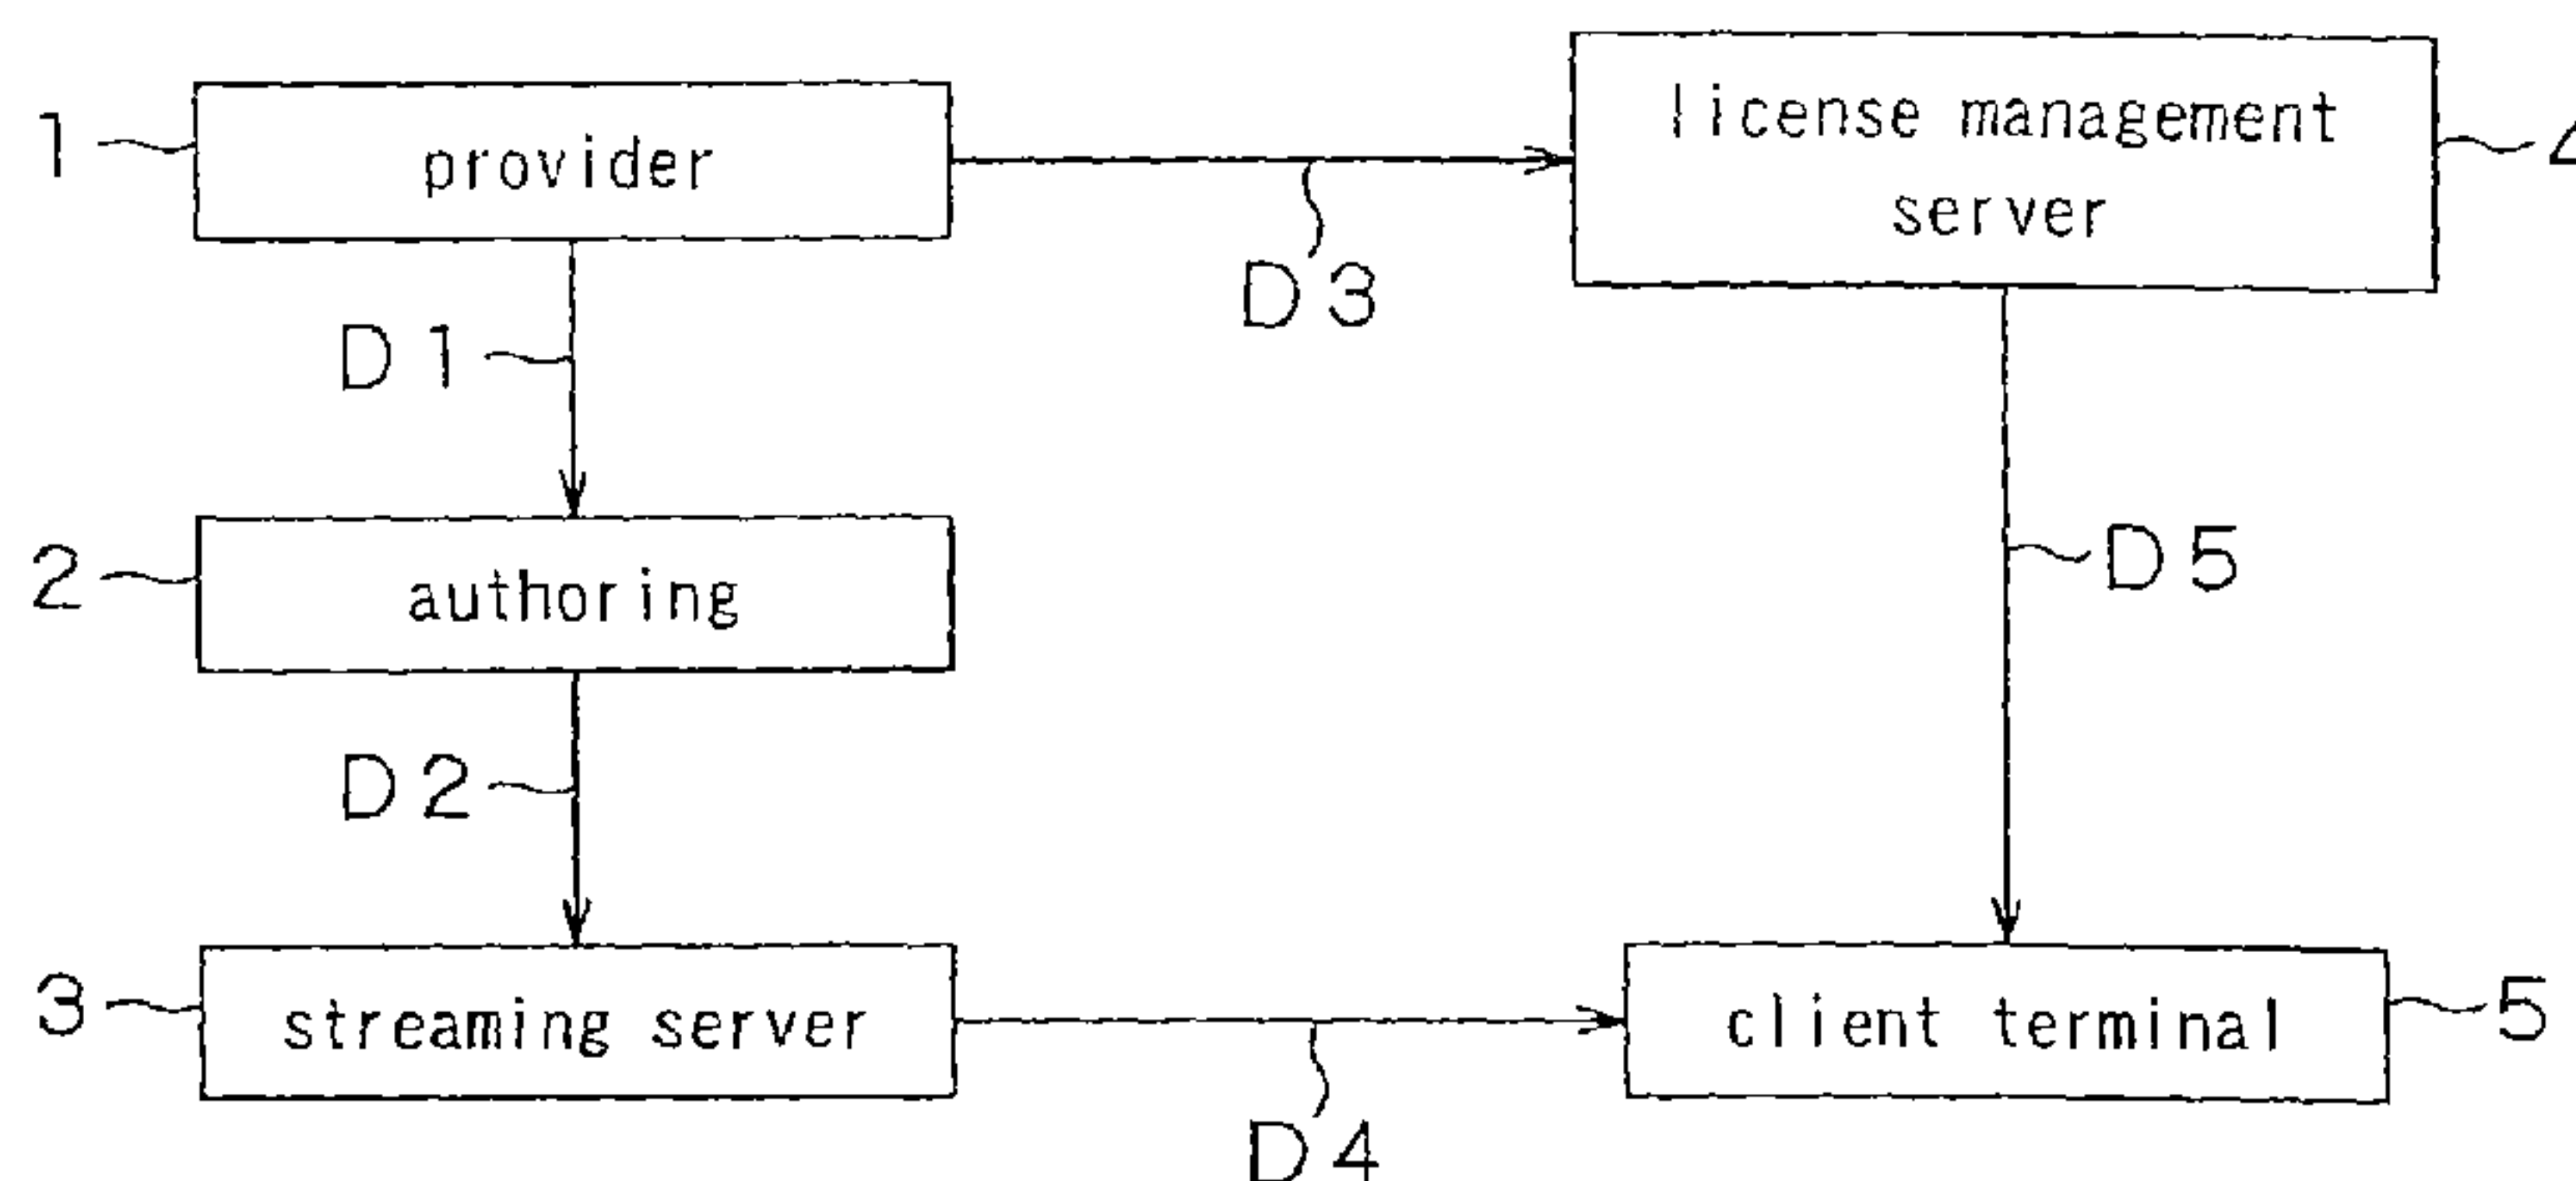 1
provider
license management
server
4
D3
D1
2
authoring
D5
D2
3
streaming server
client terminal
5
D4